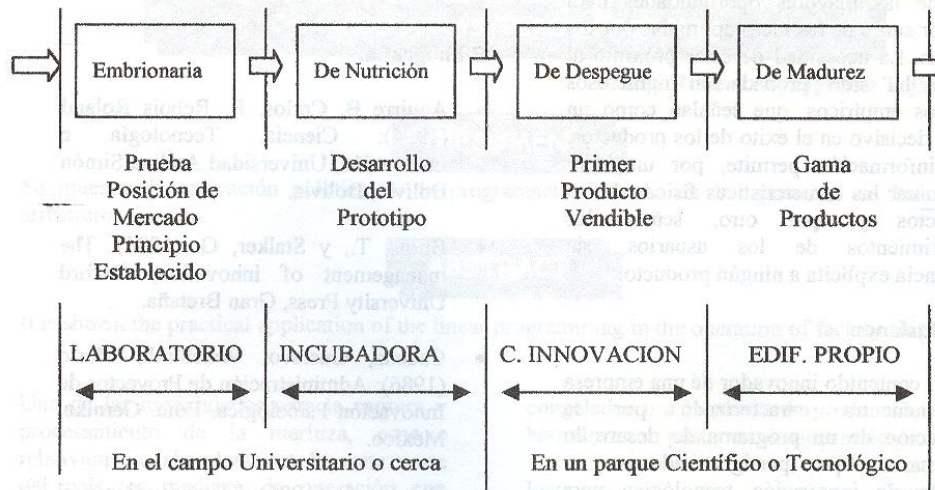 Embrionaria
De Nutrición
De Despegue
De Madurez
Prueba
Posición de
Mercado
Principio
Establecido
Desarrollo
del
Prototipo
Primer
Producto
Vendible
Gama
de
Productos
LABORATORIO
INCUBADORA
C. INNOVACION
EDIF. PROPIO
En el campo Universitario o cerca
En un parque Científico o Tecnológico